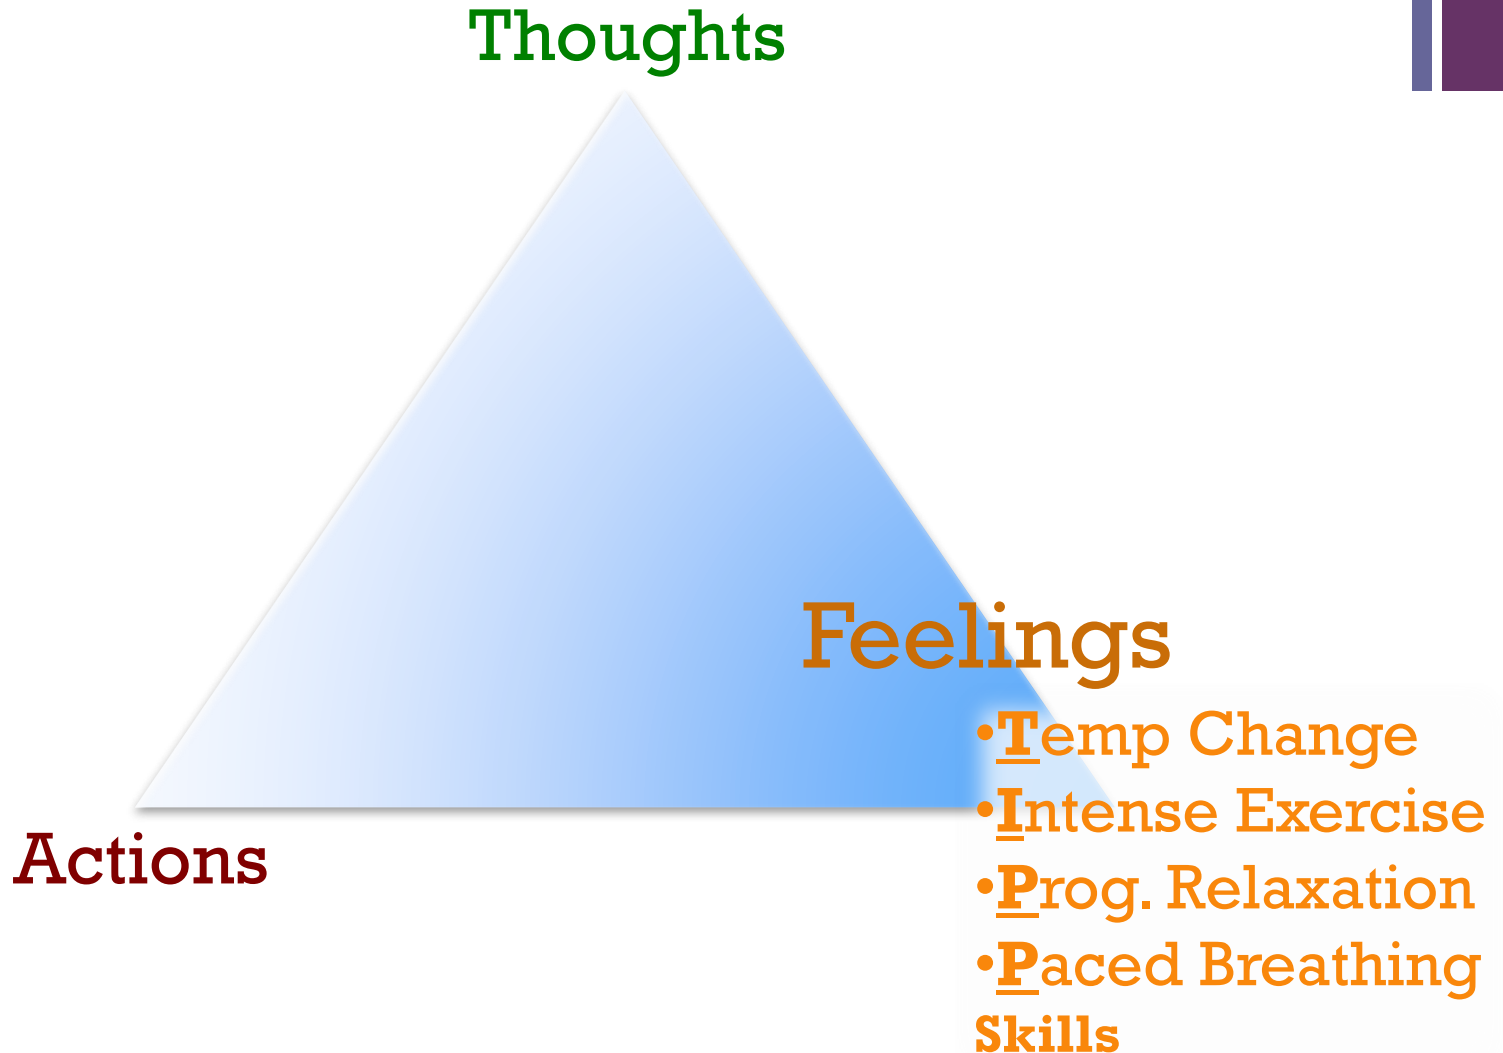 Thoughts
Feelings
•Temp Change
•Intense Exercise
Actions
•Prog. Relaxation
•Paced Breathing
Skills